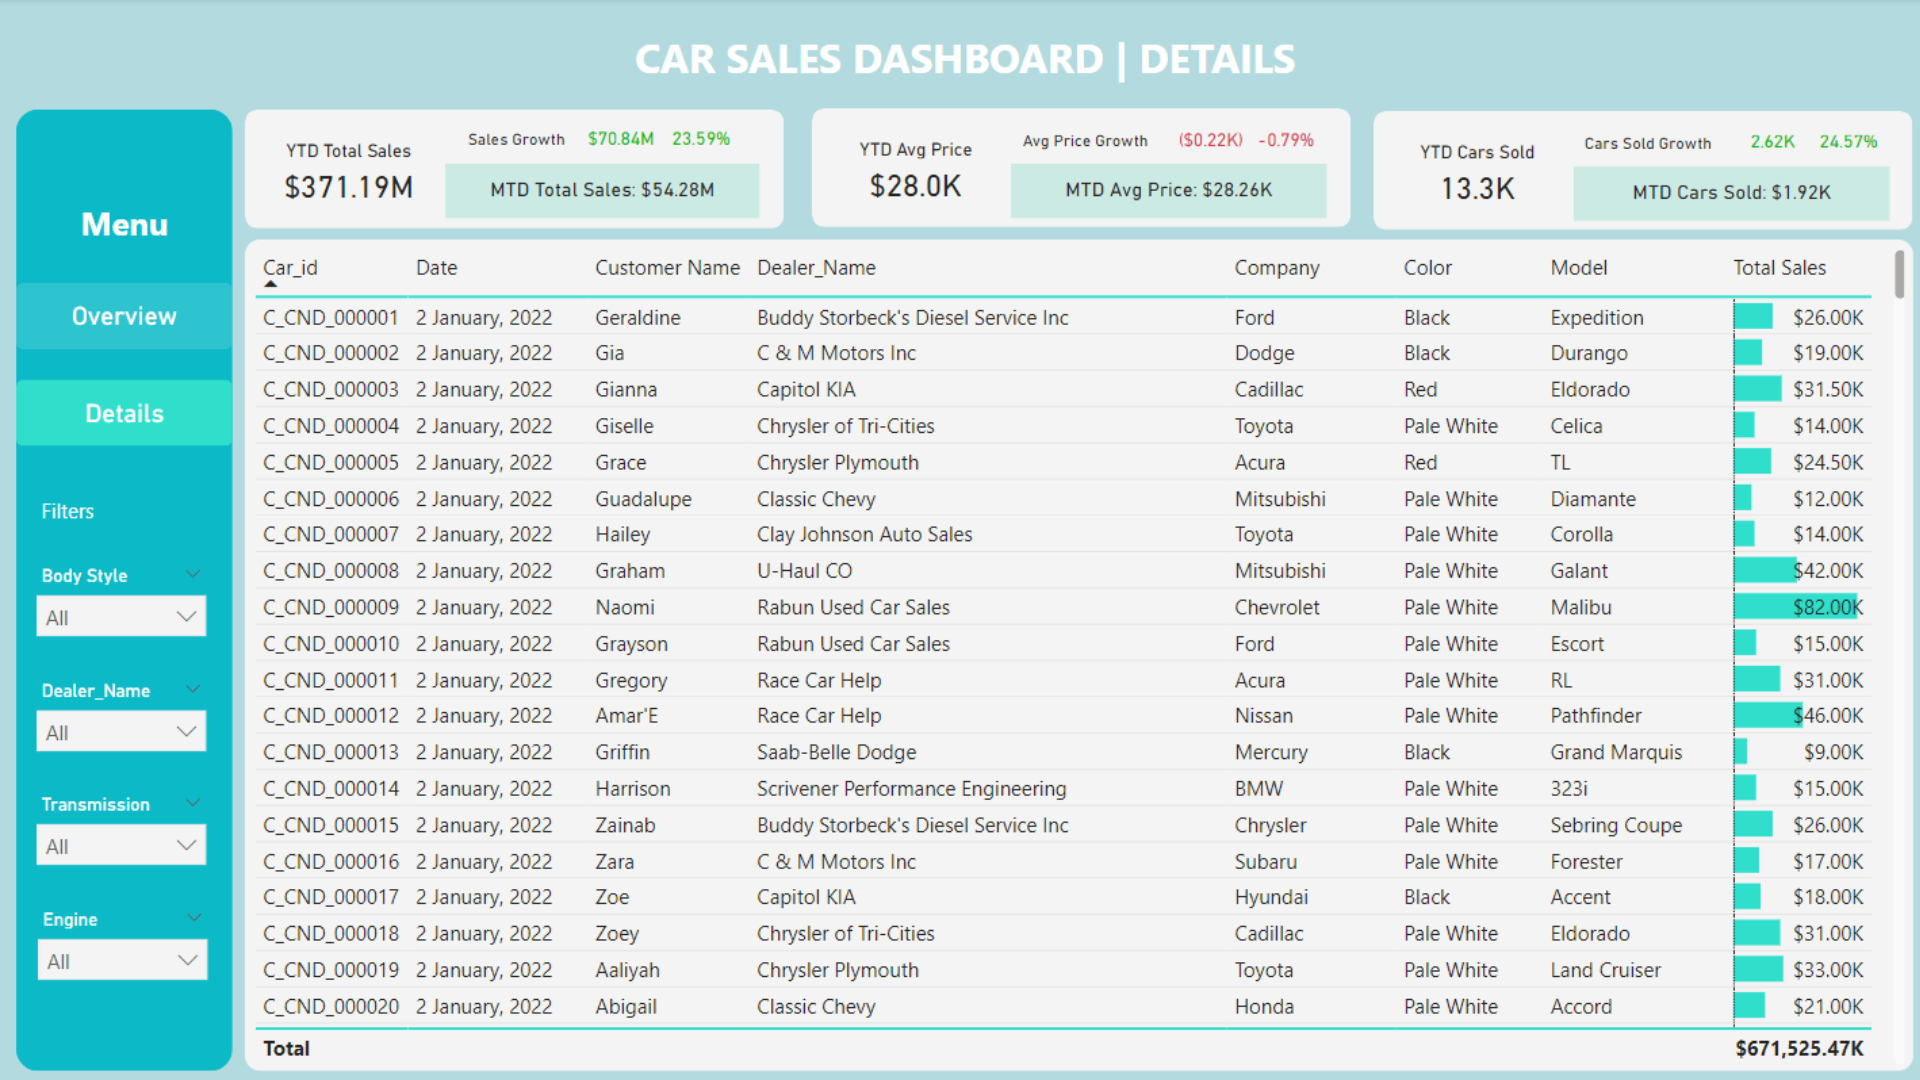 CAR SALES DASHBOARD | DETAILS
Menu
Overview
Details
Filters
Body Style
All
Dealer_Name
All
Transmission
All
Engine
All
YTD Total Sales
$371.19M
Sales Growth $70.84M 23.59%
MTD Total Sales: $54.28M
YTD Avg Price
$28.0K
Avg Price Growth ($0.22K) -0.79%
MTD Avg Price: $28.26K
YTD Cars Sold
13.3K
Cars Sold Growth 2.62K 24.57%
MTD Cars Sold: $1.92K
Car_id Date Customer Name Dealer_Name Company Color Model Total Sales
C_CND_000001 2 January, 2022 Geraldine Buddy Storbeck's Diesel Service Inc Ford Black Expedition $26.00K
C_CND_000002 2 January, 2022 Gia C & M Motors Inc Dodge Black Durango $19.00K
C_CND_000003 2 January, 2022 Gianna Capitol KIA Cadillac Red Eldorado $31.50K
C_CND_000004 2 January, 2022 Giselle Chrysler of Tri-Cities Toyota Pale White Celica $14.00K
C_CND_000005 2 January, 2022 Grace Chrysler Plymouth Acura Red TL $24.50K
C_CND_000006 2 January, 2022 Guadalupe Classic Chevy Mitsubishi Pale White Diamante $12.00K
C_CND_000007 2 January, 2022 Hailey Clay Johnson Auto Sales Toyota Pale White Corolla $14.00K
C_CND_000008 2 January, 2022 Graham U-Haul CO Mitsubishi Pale White Galant $42.00K
C_CND_000009 2 January, 2022 Naomi Rabun Used Car Sales Chevrolet Pale White Malibu $82.00K
C_CND_000010 2 January, 2022 Grayson Rabun Used Car Sales Ford Pale White Escort $15.00K
C_CND_000011 2 January, 2022 Gregory Race Car Help Acura Pale White RL $31.00K
C_CND_000012 2 January, 2022 Amar'E Race Car Help Nissan Pale White Pathfinder $46.00K
C_CND_000013 2 January, 2022 Griffin Saab-Belle Dodge Mercury Black Grand Marquis $9.00K
C_CND_000014 2 January, 2022 Harrison Scrivener Performance Engineering BMW Pale White 323i $15.00K
C_CND_000015 2 January, 2022 Zainab Buddy Storbeck's Diesel Service Inc Chrysler Pale White Sebring Coupe $26.00K
C_CND_000016 2 January, 2022 Zara C & M Motors Inc Subaru Pale White Forester $17.00K
C_CND_000017 2 January, 2022 Zoe Capitol KIA Hyundai Black Accent $18.00K
C_CND_000018 2 January, 2022 Zoey Chrysler of Tri-Cities Cadillac Pale White Eldorado $31.00K
C_CND_000019 2 January, 2022 Aaliyah Chrysler Plymouth Toyota Pale White Land Cruiser $33.00K
C_CND_000020 2 January, 2022 Abigail Classic Chevy Honda Pale White Accord $21.00K
Total $671,525.47K